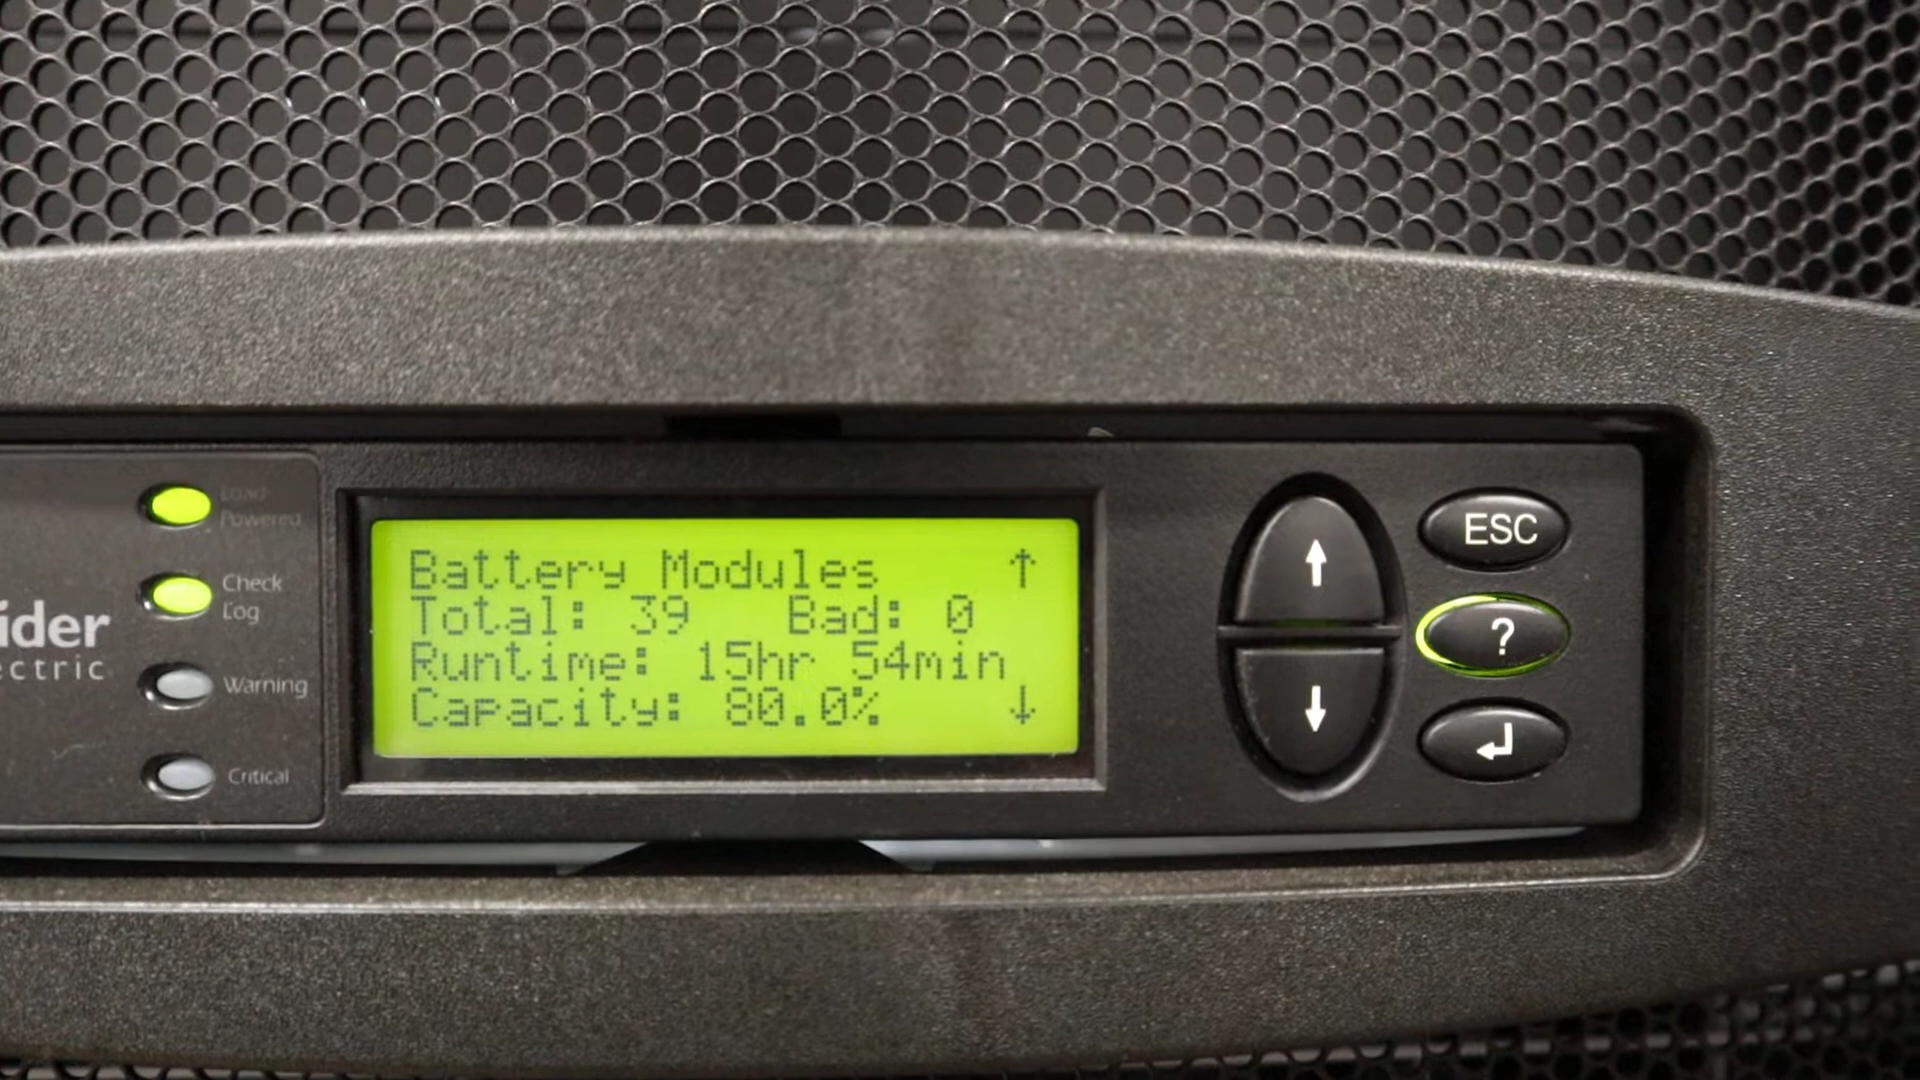 Load
Powered
Check
Log
Warning
Critical
ider
ectric
Battery Modules ↑
Total: 39 Bad: 0
Runtime: 15hr 54min
Capacity: 80.0% ↓
ESC
?